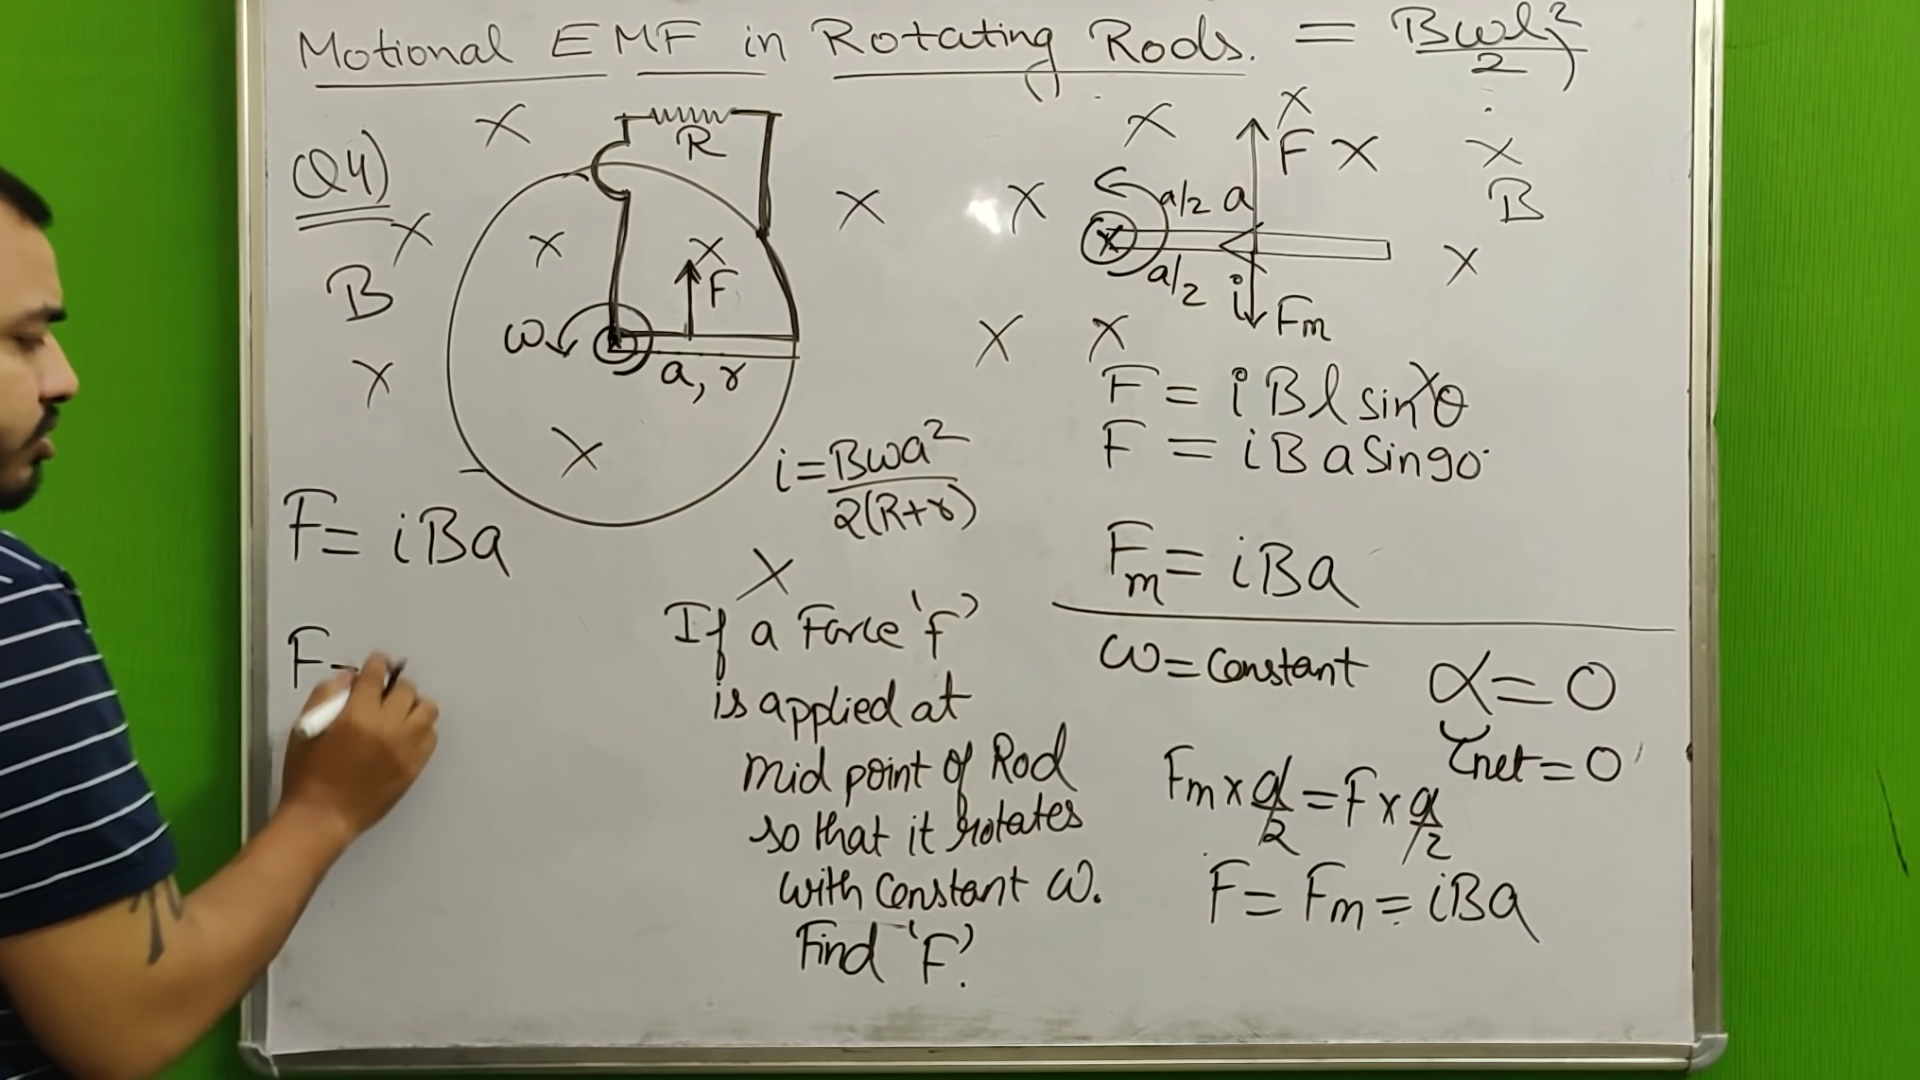 Motional EMF in Rotating Rods. = Bωl²/2
Q4)
R
B
F
ω
a, r
i = Bωa²/2(R+r)
F = iBa
F =
If a Force 'f'
is applied at
mid point of Rod
so that it rotates
with Constant ω.
Find 'F'?
F
B
a/2 a
a/2 i
Fm
F = iBl sinθ
F = iBa Sin90°
Fm = iBa
ω = Constant α = 0
τnet = 0
Fm x a/2 = F x a/2
F = Fm = iBa